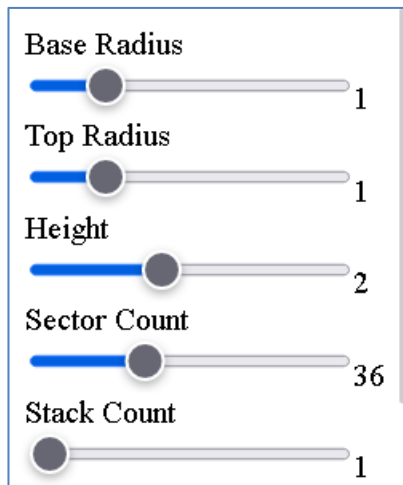 Base Radius
1
Top Radius
1
Height
2
Sector Count
36
Stack Count
1